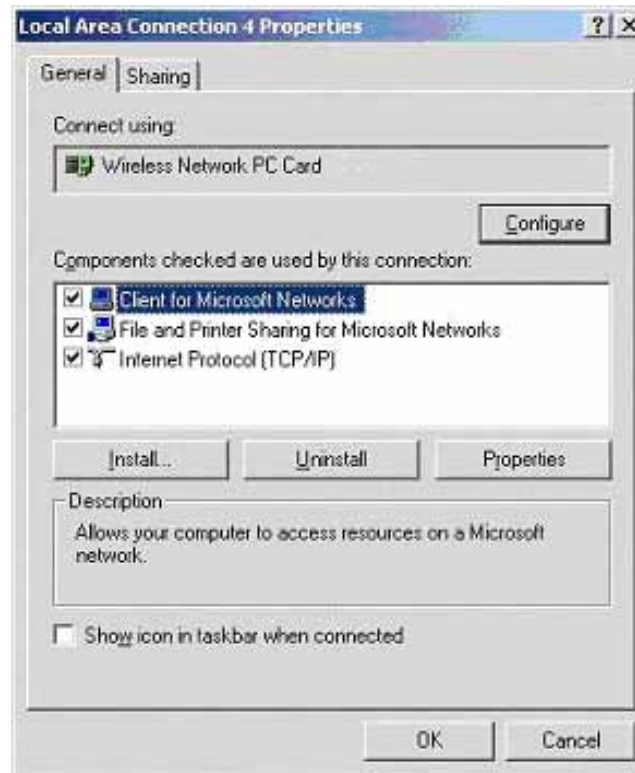 Local Area Connection 4 Properties
General Sharing
Connect using:
Wireless Network PC Card
Configure
Components checked are used by this connection:
Client for Microsoft Networks
File and Printer Sharing for Microsoft Networks
Internet Protocol (TCP/IP)
Install... Uninstall Properties
Description
Allows your computer to access resources on a Microsoft
network.
Show icon in taskbar when connected
OK Cancel